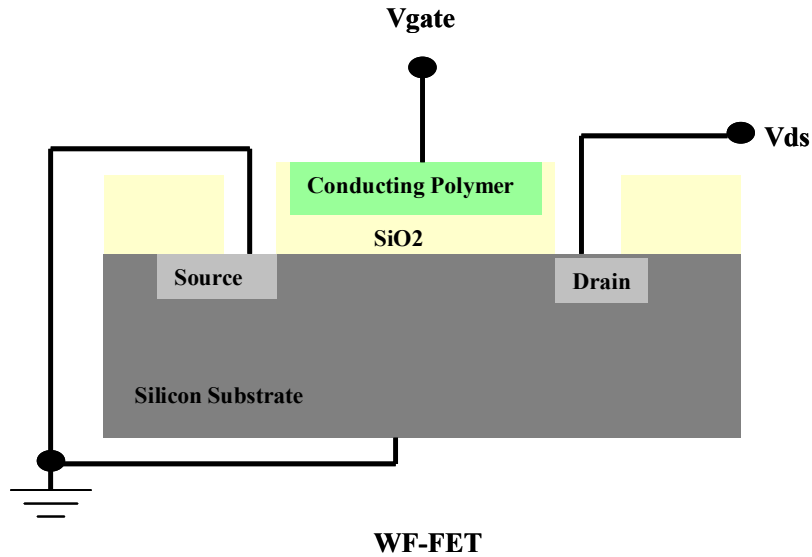 Vgate
Vds
Conducting Polymer
SiO2
Source
Drain
Silicon Substrate
WF-FET